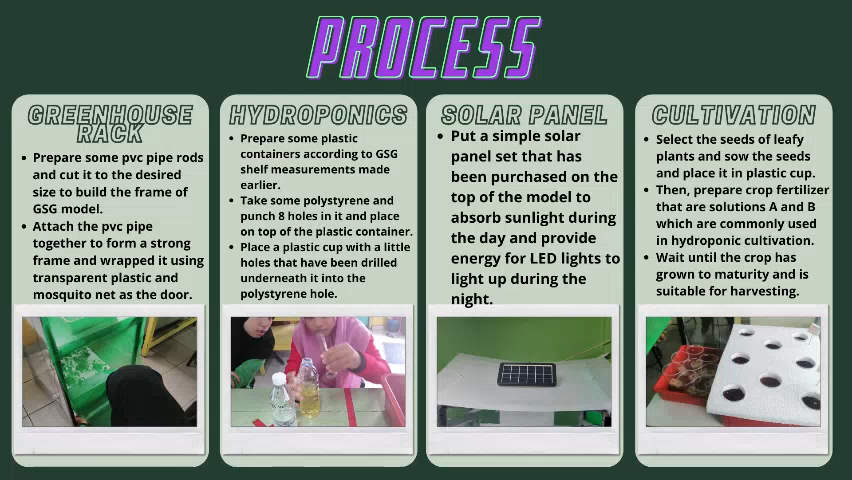 PROCESS
GREENHOUSE
RACK
• Prepare some pvc pipe rods
and cut it to the desired
size to build the frame of
GSG model.
• Attach the pvc pipe
together to form a strong
frame and wrapped it using
transparent plastic and
mosquito net as the door.
HYDROPONICS
• Prepare some plastic
containers according to GSG
shelf measurements made
earlier.
• Take some polystyrene and
punch 8 holes in it and place
on top of the plastic container.
• Place a plastic cup with a little
holes that have been drilled
underneath it into the
polystyrene hole.
SOLAR PANEL
• Put a simple solar
panel set that has
been purchased on the
top of the model to
absorb sunlight during
the day and provide
energy for LED lights to
light up during the
night.
CULTIVATION
• Select the seeds of leafy
plants and sow the seeds
and place it in plastic cup.
• Then, prepare crop fertilizer
that are solutions A and B
which are commonly used
in hydroponic cultivation.
• Wait until the crop has
grown to maturity and is
suitable for harvesting.